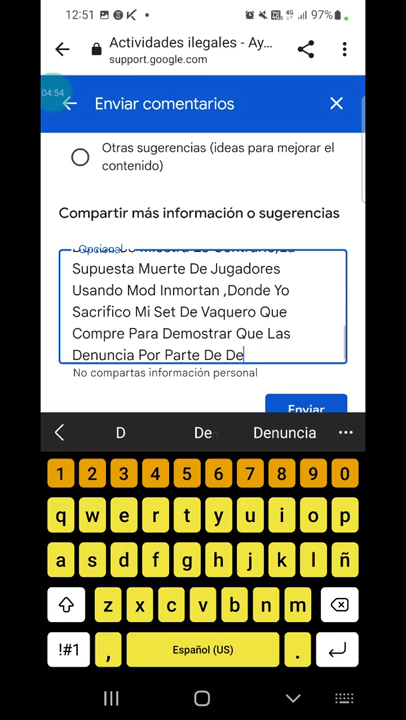 12:51
97%
Actividades ilegales - Ay...
support.google.com
04:54
Enviar comentarios
Otras sugerencias (ideas para mejorar el
contenido)
Compartir más información o sugerencias
Opcional
Supuesta Muerte De Jugadores
Usando Mod Inmortan ,Donde Yo
Sacrifico Mi Set De Vaquero Que
Compre Para Demostrar Que Las
Denuncia Por Parte De De
No compartas información personal
Enviar
D De Denuncia
1 2 3 4 5 6 7 8 9 0
q w e r t y u i o p
a s d f g h j k l ñ
z x c v b n m
!#1 , Español (US) .